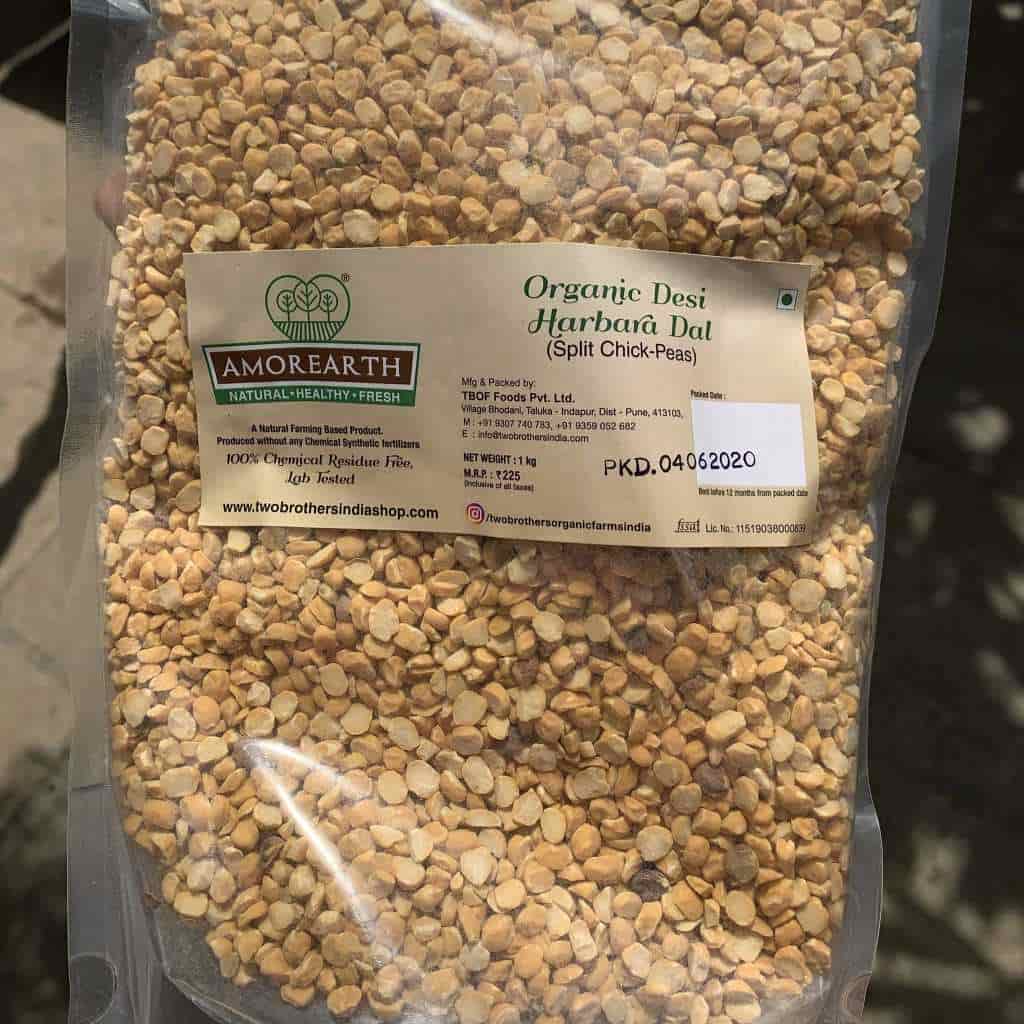 ®
AMOREARTH
NATURAL•HEALTHY•FRESH
A Natural Farming Based Product.
Produced without any Chemical Synthetic fertilizers
100% Chemical Residue Free,
Lab Tested
www.twobrothersindiashop.com
Organic Desi
Harbara Dal
(Split Chick-Peas)
Mfg & Packed by:
TBOF Foods Pvt. Ltd.
Village Bhodani, Taluka - Indapur, Dist - Pune, 413103,
M : +91 9307 740 783, +91 9359 052 682
E : info@twobrothersindia.com
NET WEIGHT : 1 kg
M.R.P. : ₹225
(Inclusive of all taxes)
Packed Date :
PKD.04062020
Best before 12 months from packed date
/twobrothersorganicfarmsindia
fssai Lic. No.: 11519038000839